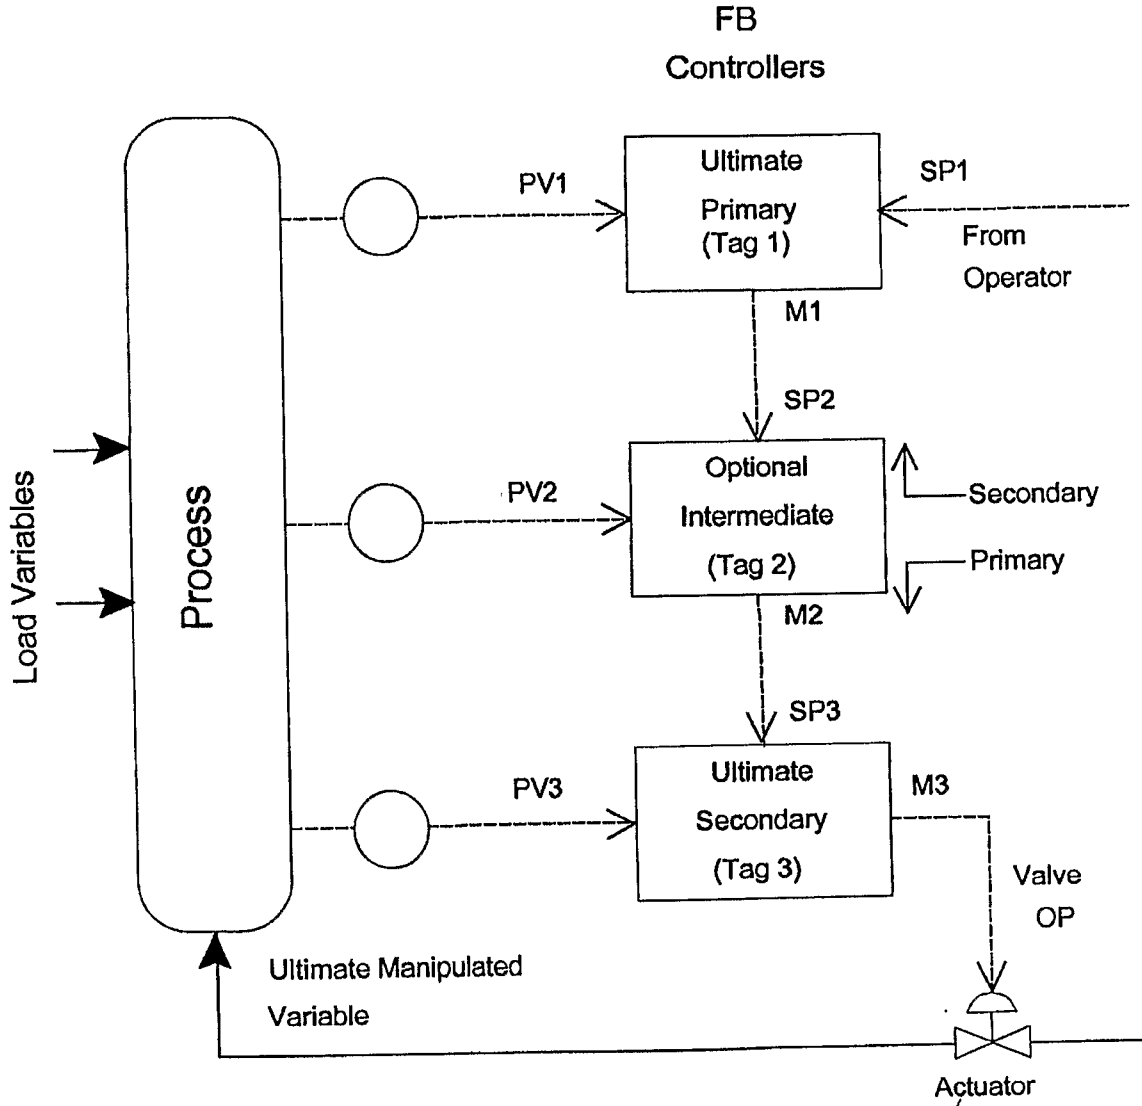 FB
Controllers
Ultimate
Primary
(Tag 1)
PV1
SP1
From
Operator
M1
SP2
Optional
Intermediate
(Tag 2)
PV2
Secondary
Primary
M2
SP3
Load Variables
Process
Ultimate
Secondary
(Tag 3)
PV3
M3
Valve
OP
Ultimate Manipulated
Variable
Actuator